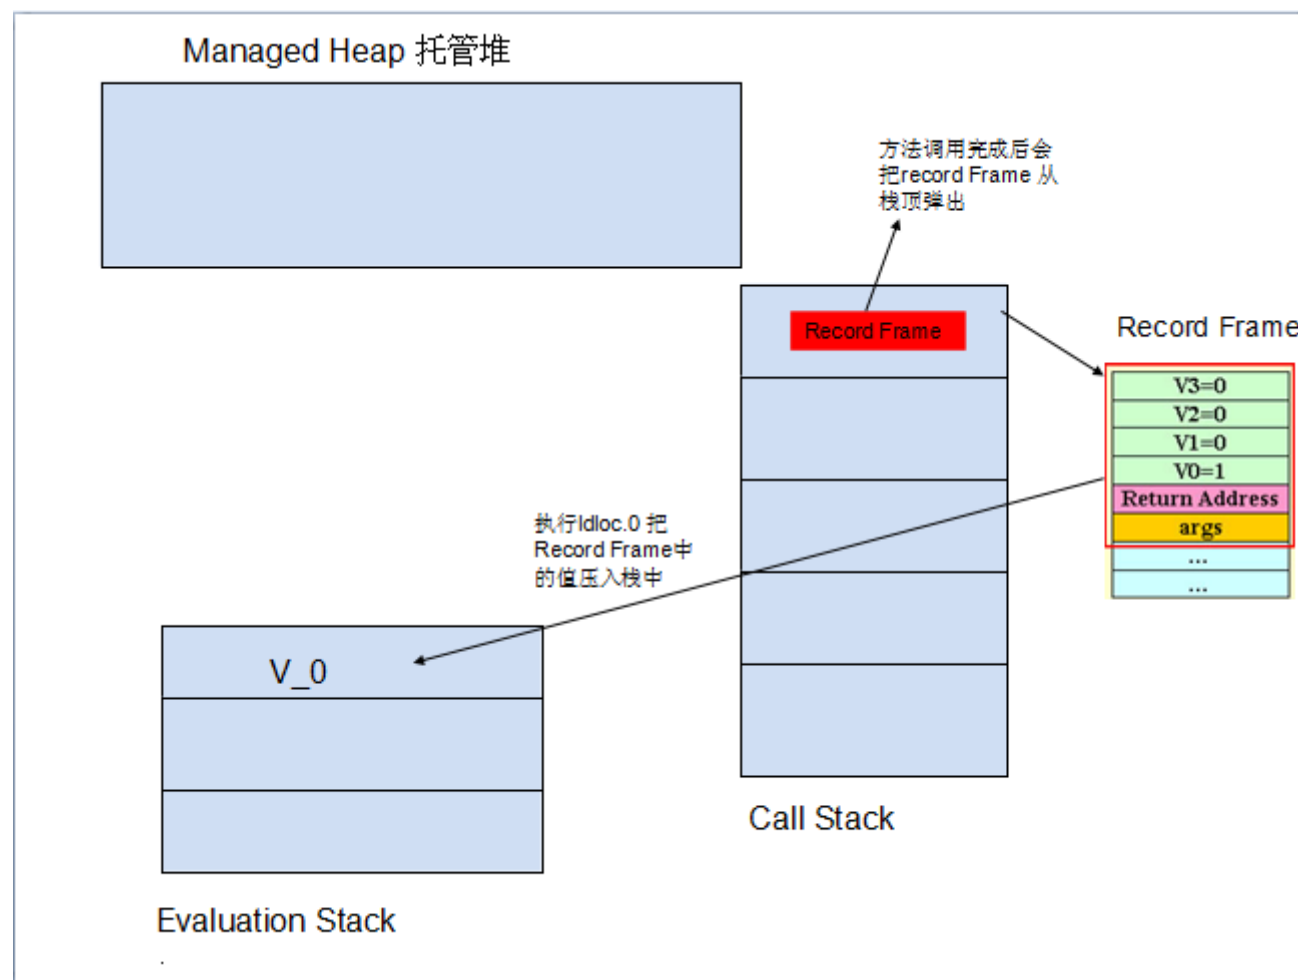 Managed Heap 托管堆
方法调用完成后会
把record Frame 从
栈顶弹出
Record Frame
Record Frame
V3=0
V2=0
V1=0
V0=1
Return Address
args
...
...
执行ldloc.0 把
Record Frame中
的值压入栈中
V_0
Call Stack
Evaluation Stack
.